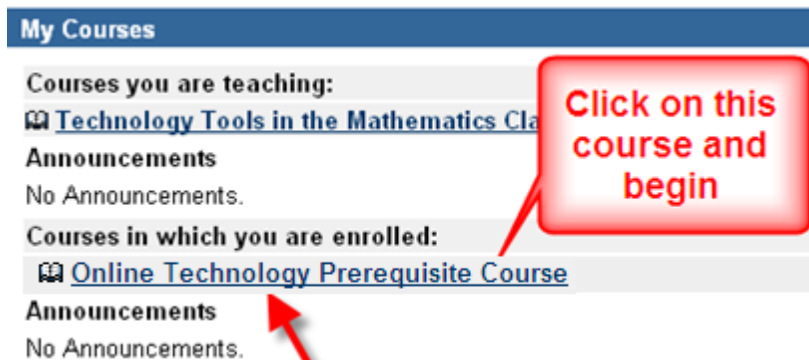 My Courses
Courses you are teaching:
Technology Tools in the Mathematics Cla
Announcements
No Announcements.
Courses in which you are enrolled:
Online Technology Prerequisite Course
Announcements
No Announcements.
Click on this
course and
begin